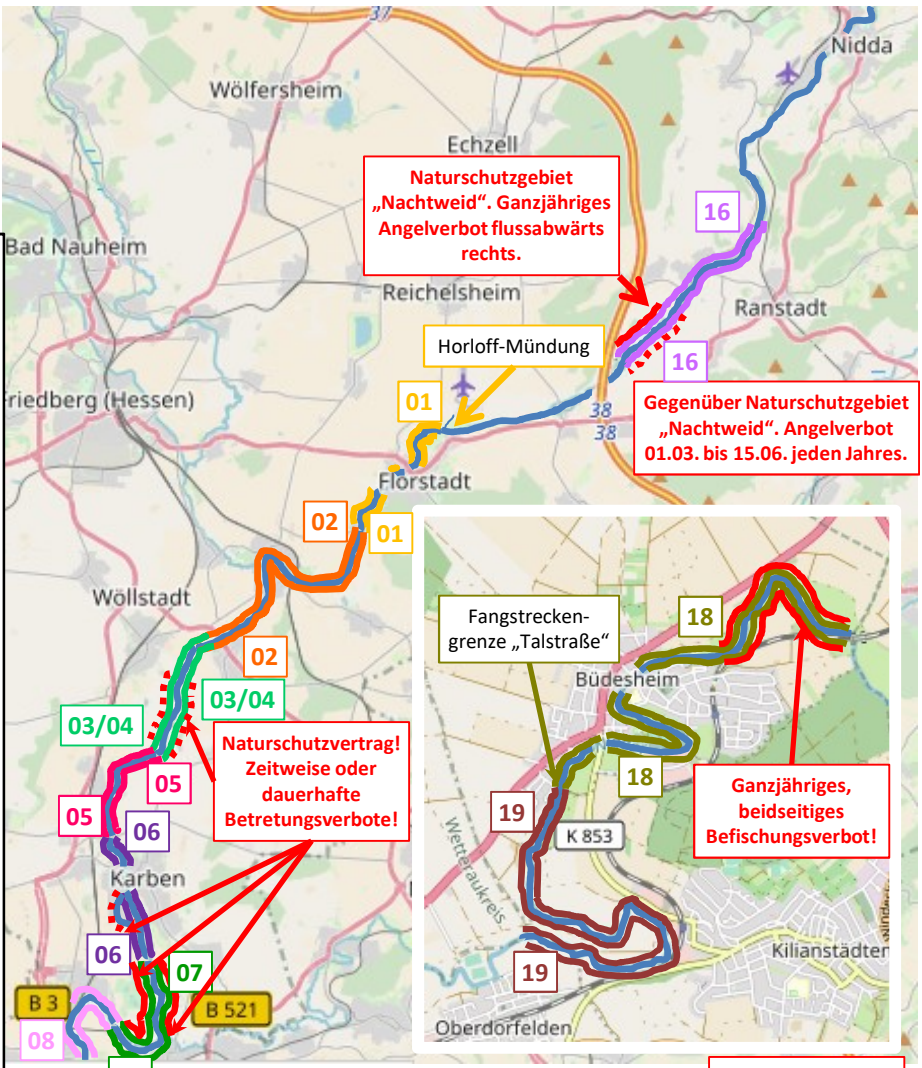 37
Nidda
Wölfersheim
Echzell
Naturschutzgebiet
„Nachtweid“. Ganzjähriges
Angelverbot flussabwärts
rechts.
16
Bad Nauheim
Reichelsheim
Ranstadt
Horloff-Mündung
16
Friedberg (Hessen)
01
38
38
Gegenüber Naturschutzgebiet
„Nachtweid“. Angelverbot
01.03. bis 15.06. jeden Jahres.
Florstadt
02
01
Wöllstadt
02
Fangstrecken-
grenze „Talstraße“
18
Büdesheim
03/04
03/04
Naturschutzvertrag!
Zeitweise oder
dauerhafte
Betretungsverbote!
05
05
18
Ganzjähriges,
beidseitiges
Befischungsverbot!
19
K 853
Wetteraukreis
06
Karben
06
07
19
Kilianstädten
B 3
B 521
08
Oberdorfelden